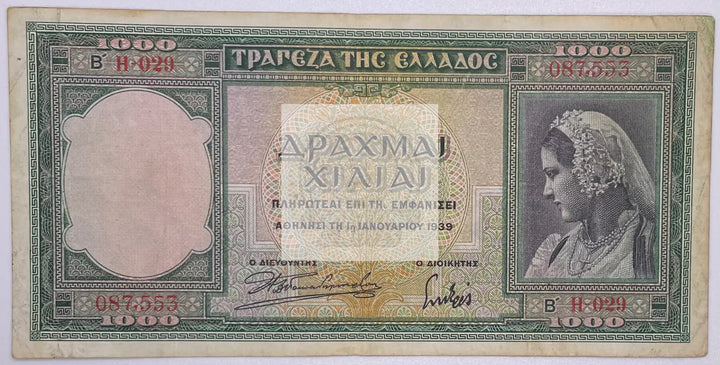 1000 1000
ΤΡΑΠΕΖΑ ΤΗΣ ΕΛΛΑΔΟΣ
Β΄ Η-029 087,553
ΔΡΑΧΜΑΙ
ΧΙΛΙΑΙ
ΠΛΗΡΩΤΕΑΙ ΕΠΙ ΤΗ, ΕΜΦΑΝΙΣΕΙ
ΑΘΗΝΗΣΙ ΤΗ 1η ΙΑΝΟΥΑΡΙΟΥ 1939
Ο ΔΙΕΥΘΥΝΤΗΣ Ο ΔΙΟΙΚΗΤΗΣ
087,553 Β΄ Η-029
1000 1000